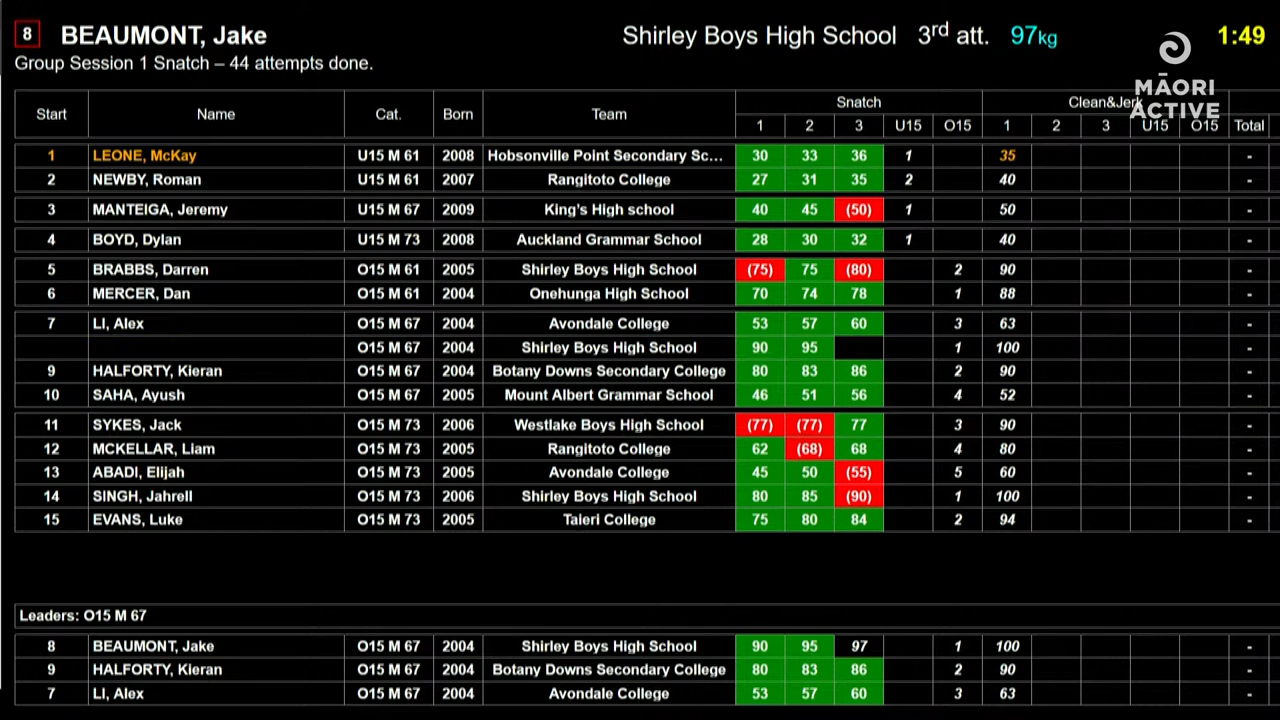 8 BEAUMONT, Jake Shirley Boys High School 3rd att. 97kg 1:49
Group Session 1 Snatch – 44 attempts done.
MĀORI
ACTIVE
Start Name Cat. Born Team Snatch Clean&Jerk
1 2 3 U15 O15 1 2 3 U15 O15 Total
1 LEONE, McKay U15 M 61 2008 Hobsonville Point Secondary Sc… 30 33 36 1 35 -
2 NEWBY, Roman U15 M 61 2007 Rangitoto College 27 31 35 2 40 -
3 MANTEIGA, Jeremy U15 M 67 2009 King's High school 40 45 (50) 1 50 -
4 BOYD, Dylan U15 M 73 2008 Auckland Grammar School 28 30 32 1 40 -
5 BRABBS, Darren O15 M 61 2005 Shirley Boys High School (75) 75 (80) 2 90 -
6 MERCER, Dan O15 M 61 2004 Onehunga High School 70 74 78 1 88 -
7 LI, Alex O15 M 67 2004 Avondale College 53 57 60 3 63 -
O15 M 67 2004 Shirley Boys High School 90 95 1 100 -
9 HALFORTY, Kieran O15 M 67 2004 Botany Downs Secondary College 80 83 86 2 90 -
10 SAHA, Ayush O15 M 67 2005 Mount Albert Grammar School 46 51 56 4 52 -
11 SYKES, Jack O15 M 73 2006 Westlake Boys High School (77) (77) 77 3 90 -
12 MCKELLAR, Liam O15 M 73 2005 Rangitoto College 62 (68) 68 4 80 -
13 ABADI, Elijah O15 M 73 2005 Avondale College 45 50 (55) 5 60 -
14 SINGH, Jahrell O15 M 73 2006 Shirley Boys High School 80 85 (90) 1 100 -
15 EVANS, Luke O15 M 73 2005 Taieri College 75 80 84 2 94 -
Leaders: O15 M 67
8 BEAUMONT, Jake O15 M 67 2004 Shirley Boys High School 90 95 97 1 100 -
9 HALFORTY, Kieran O15 M 67 2004 Botany Downs Secondary College 80 83 86 2 90 -
7 LI, Alex O15 M 67 2004 Avondale College 53 57 60 3 63 -